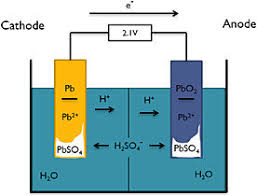 e⁻
Cathode
Anode
2.1V
Pb
PbO₂
H⁺
H⁺
Pb²⁺
Pb²⁺
PbSO₄
H₂SO₄⁻
PbSO₄
H₂O
H₂O